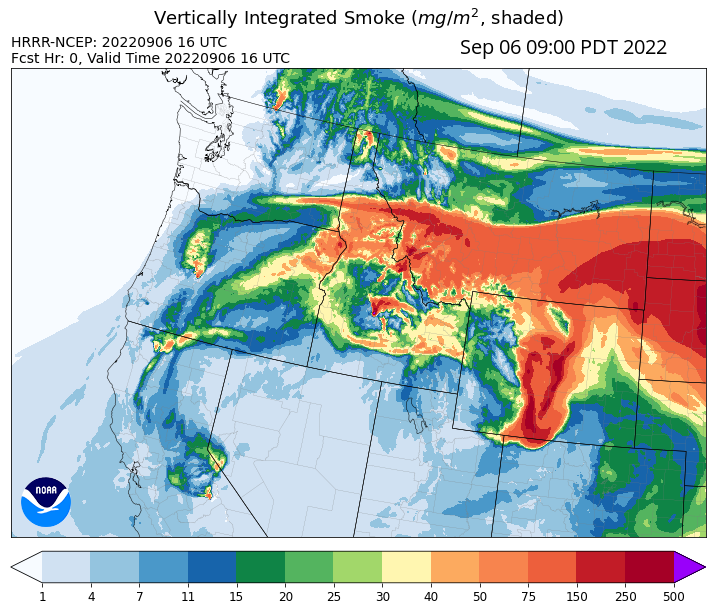 Vertically Integrated Smoke (mg/m², shaded)
HRRR-NCEP: 20220906 16 UTC
Sep 06 09:00 PDT 2022
Fcst Hr: 0, Valid Time 20220906 16 UTC
NOAA
1 4 7 11 15 20 25 30 40 50 75 150 250 500